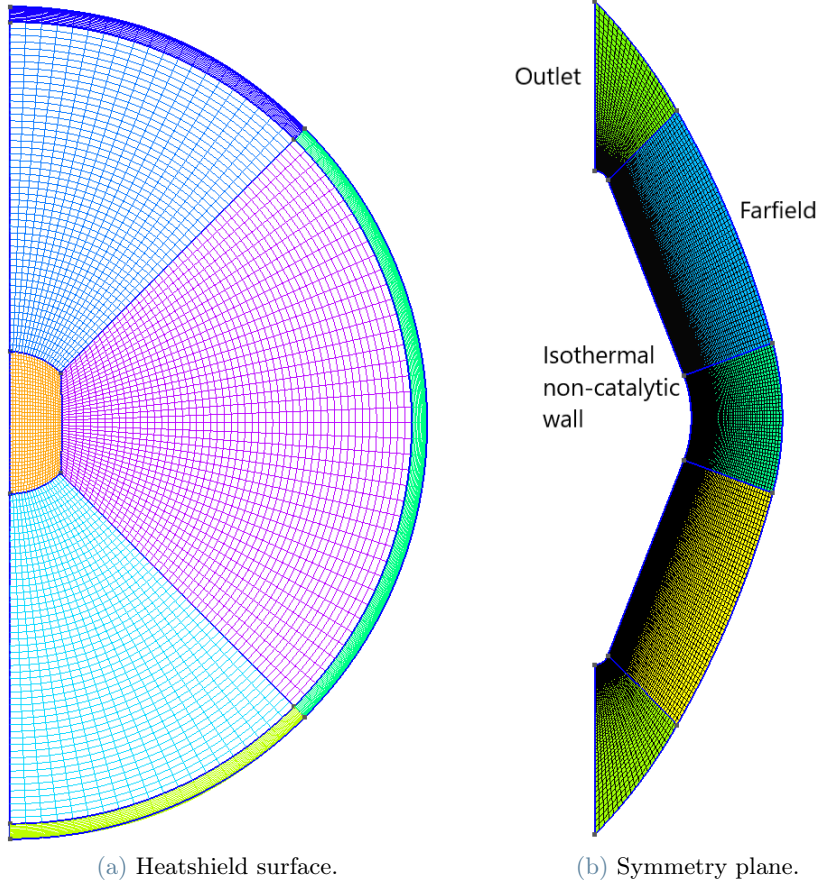 Outlet
Farfield
Isothermal
non-catalytic
wall
(a) Heatshield surface.
(b) Symmetry plane.